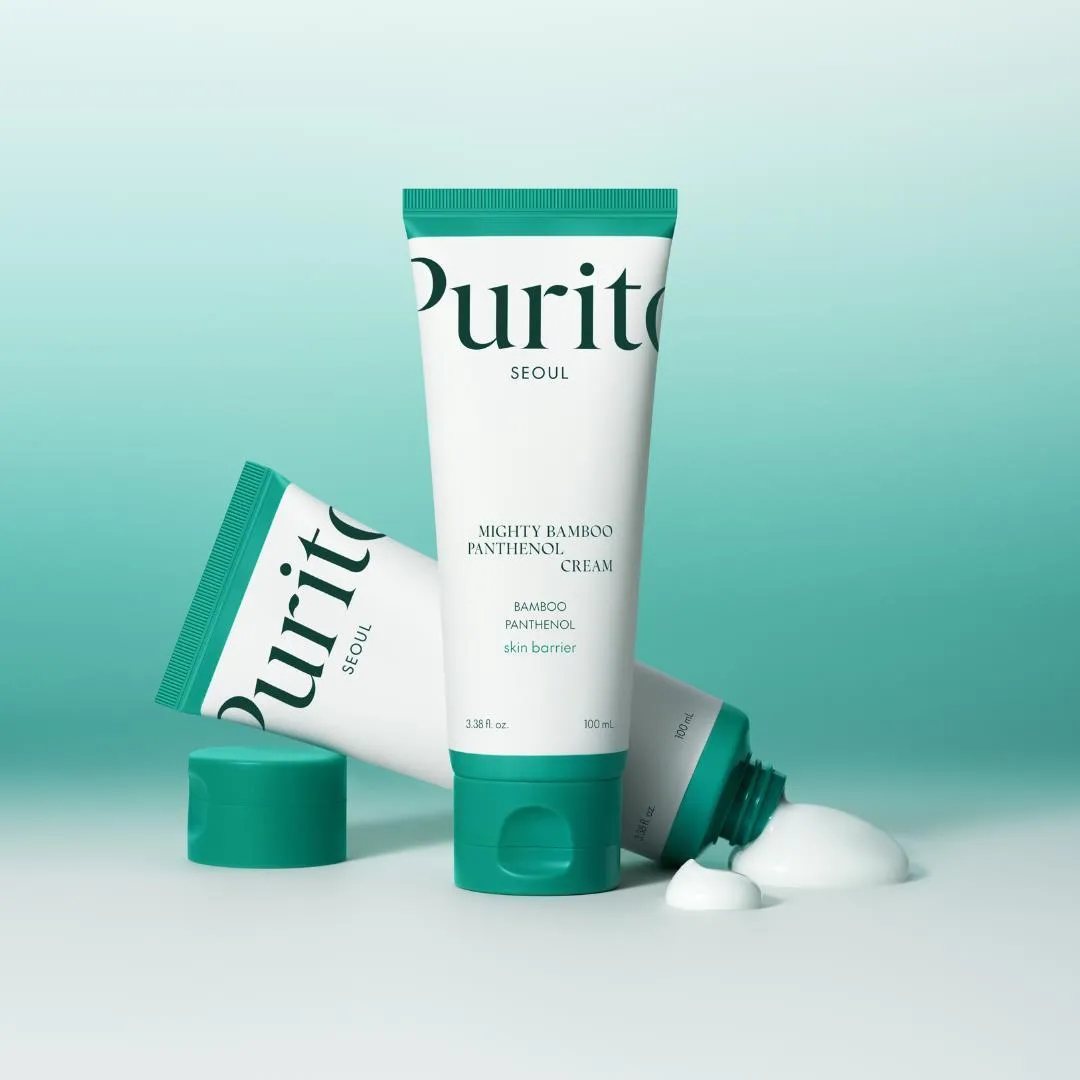 Purito
SEOUL
MIGHTY BAMBOO
PANTHENOL
CREAM
BAMBOO
PANTHENOL
skin barrier
3.38 fl. oz. 100 mL
Purito
SEOUL
100 mL
3.38 fl. oz.